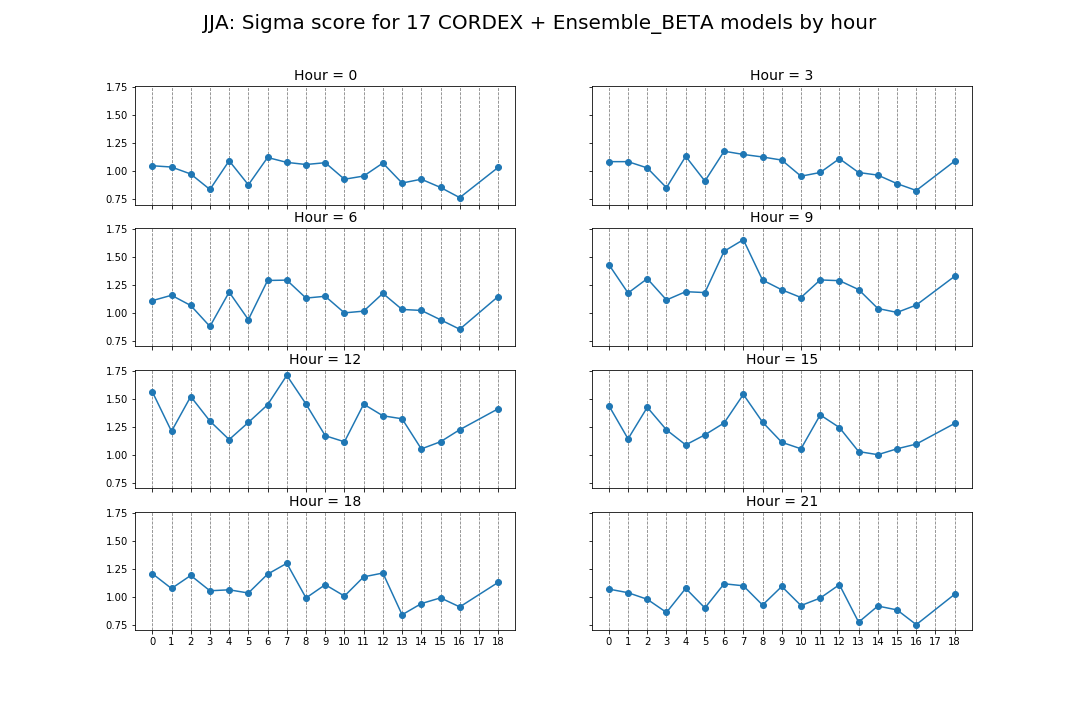 JJA: Sigma score for 17 CORDEX + Ensemble_BETA models by hour
Hour = 0
1.75
1.50
1.25
1.00
0.75
Hour = 3
Hour = 6
1.75
1.50
1.25
1.00
0.75
Hour = 9
Hour = 12
1.75
1.50
1.25
1.00
0.75
Hour = 15
Hour = 18
1.75
1.50
1.25
1.00
0.75
0 1 2 3 4 5 6 7 8 9 10 11 12 13 14 15 16 17 18
Hour = 21
0 1 2 3 4 5 6 7 8 9 10 11 12 13 14 15 16 17 18